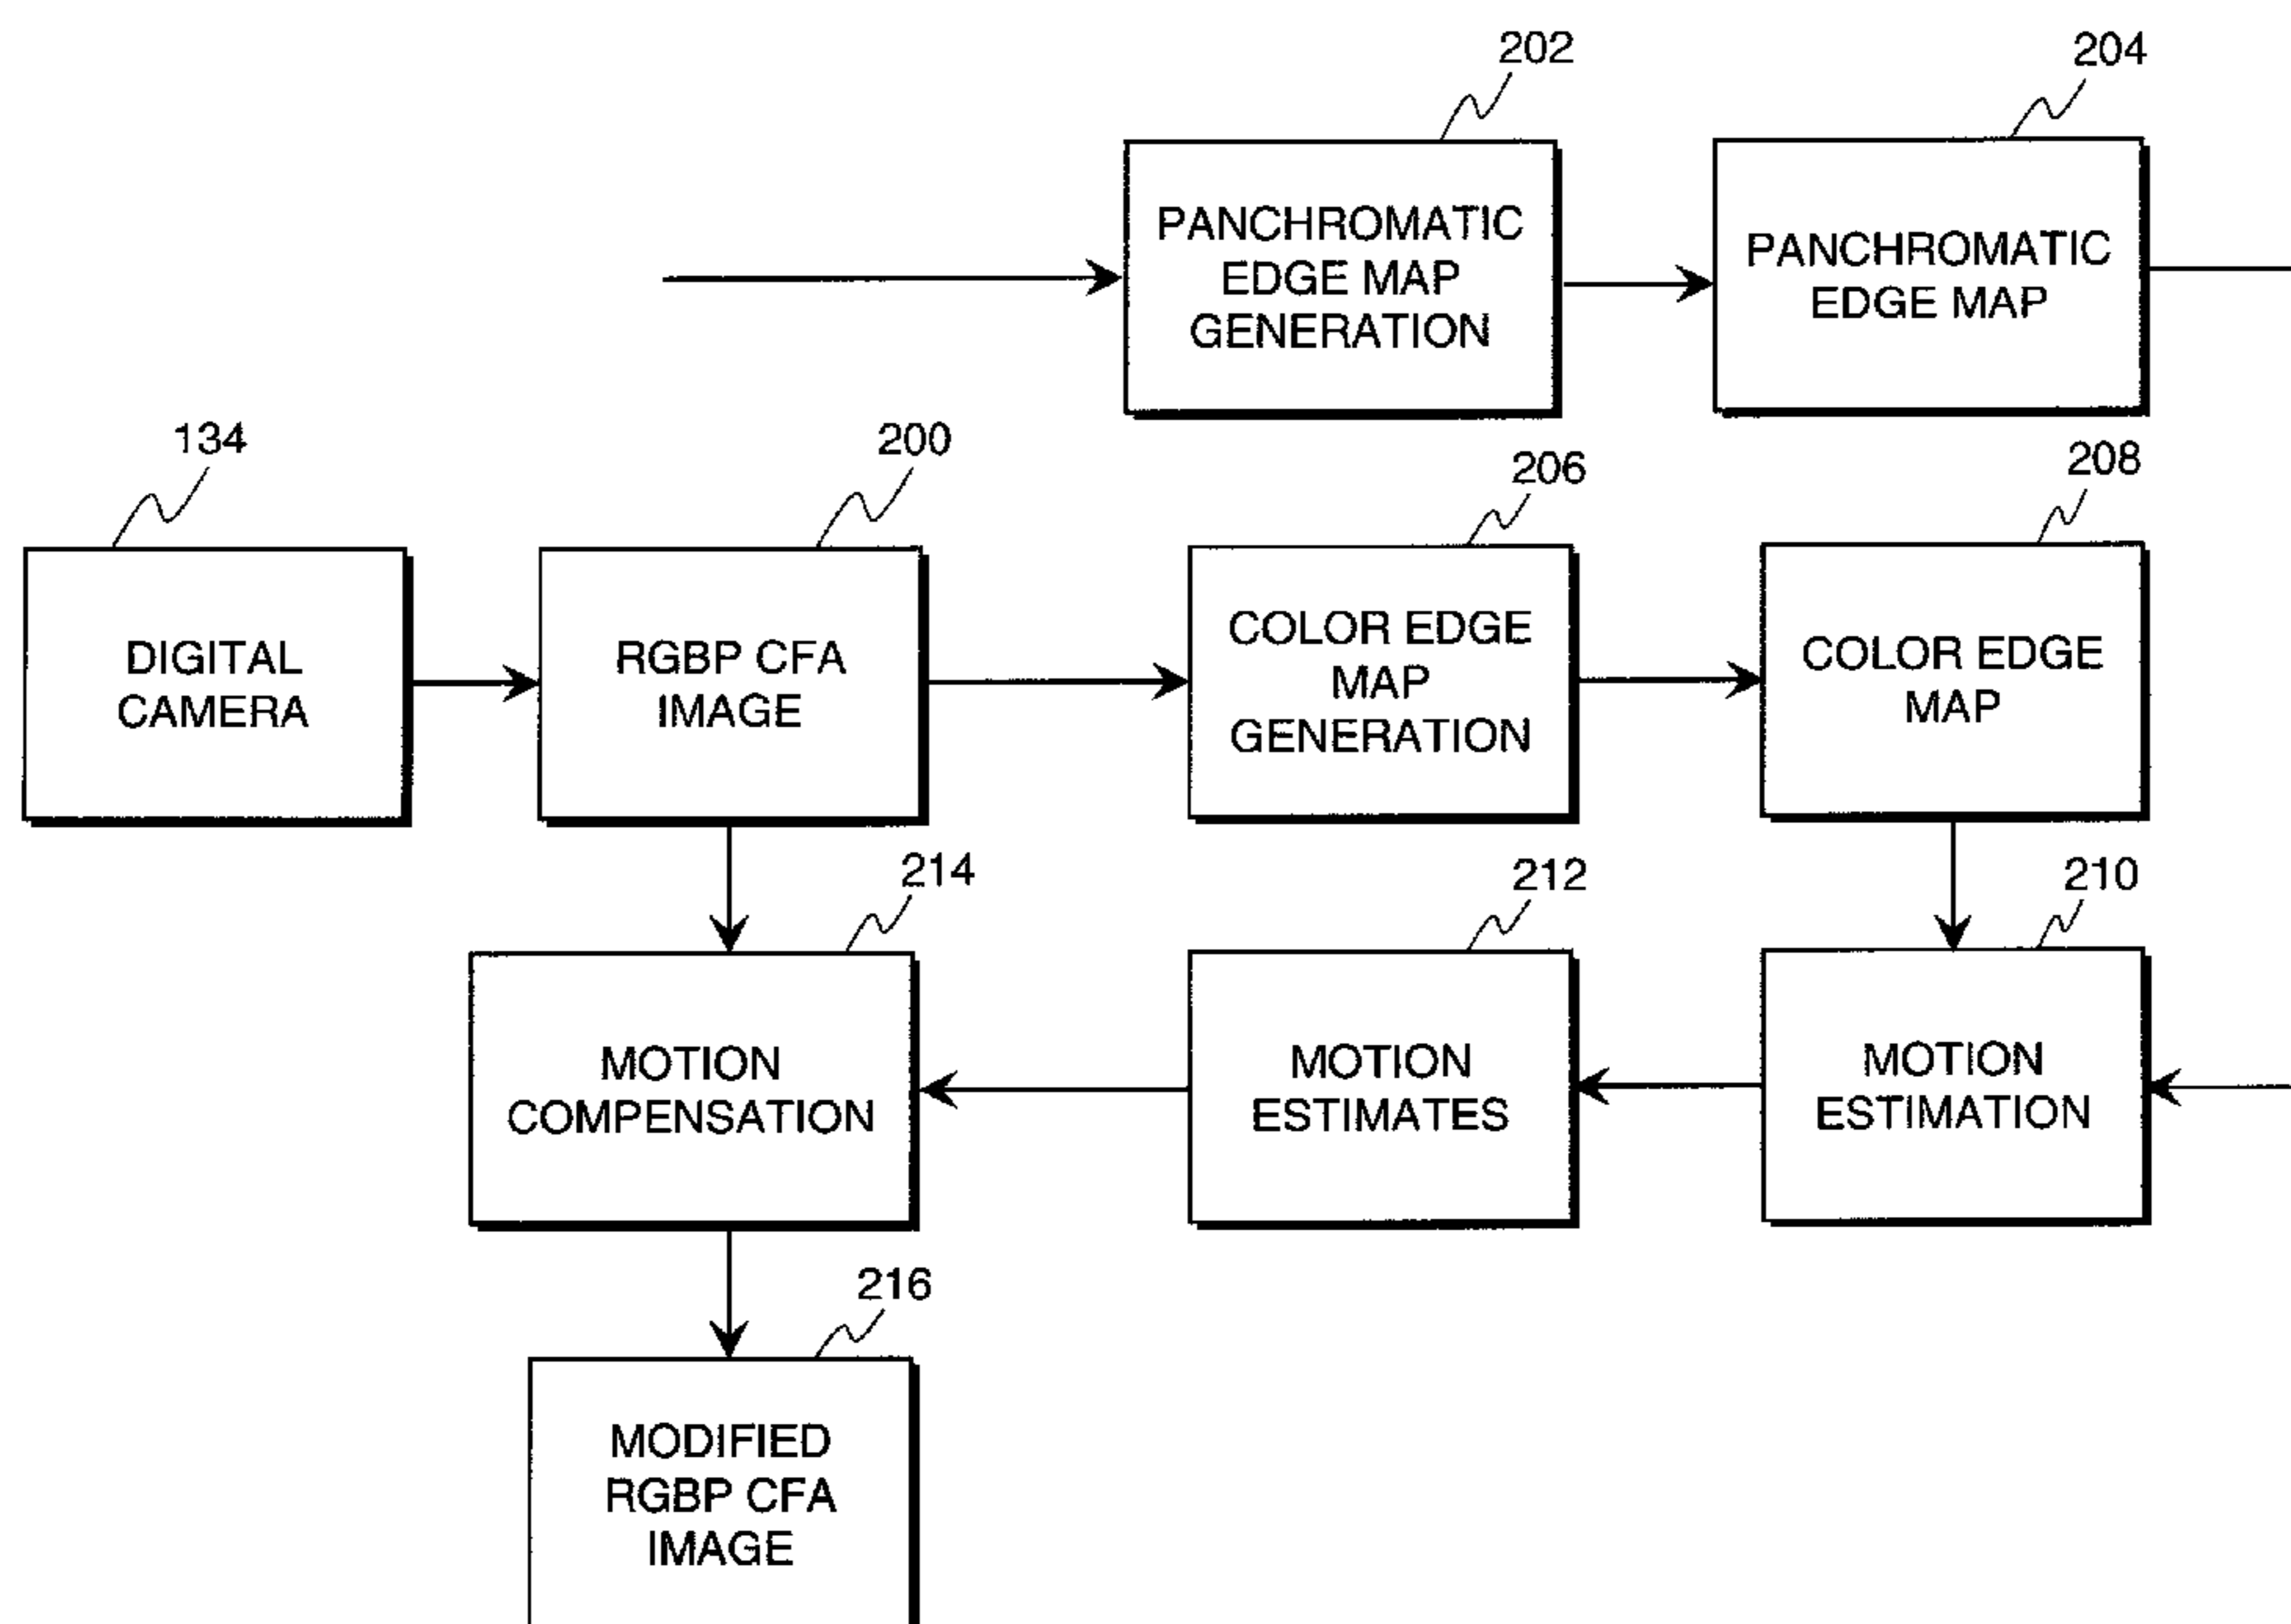 202
204
PANCHROMATIC
EDGE MAP
GENERATION
PANCHROMATIC
EDGE MAP
134
200
206
208
DIGITAL
CAMERA
RGBP CFA
IMAGE
COLOR EDGE
MAP
GENERATION
COLOR EDGE
MAP
214
212
210
MOTION
COMPENSATION
MOTION
ESTIMATES
MOTION
ESTIMATION
216
MODIFIED
RGBP CFA
IMAGE